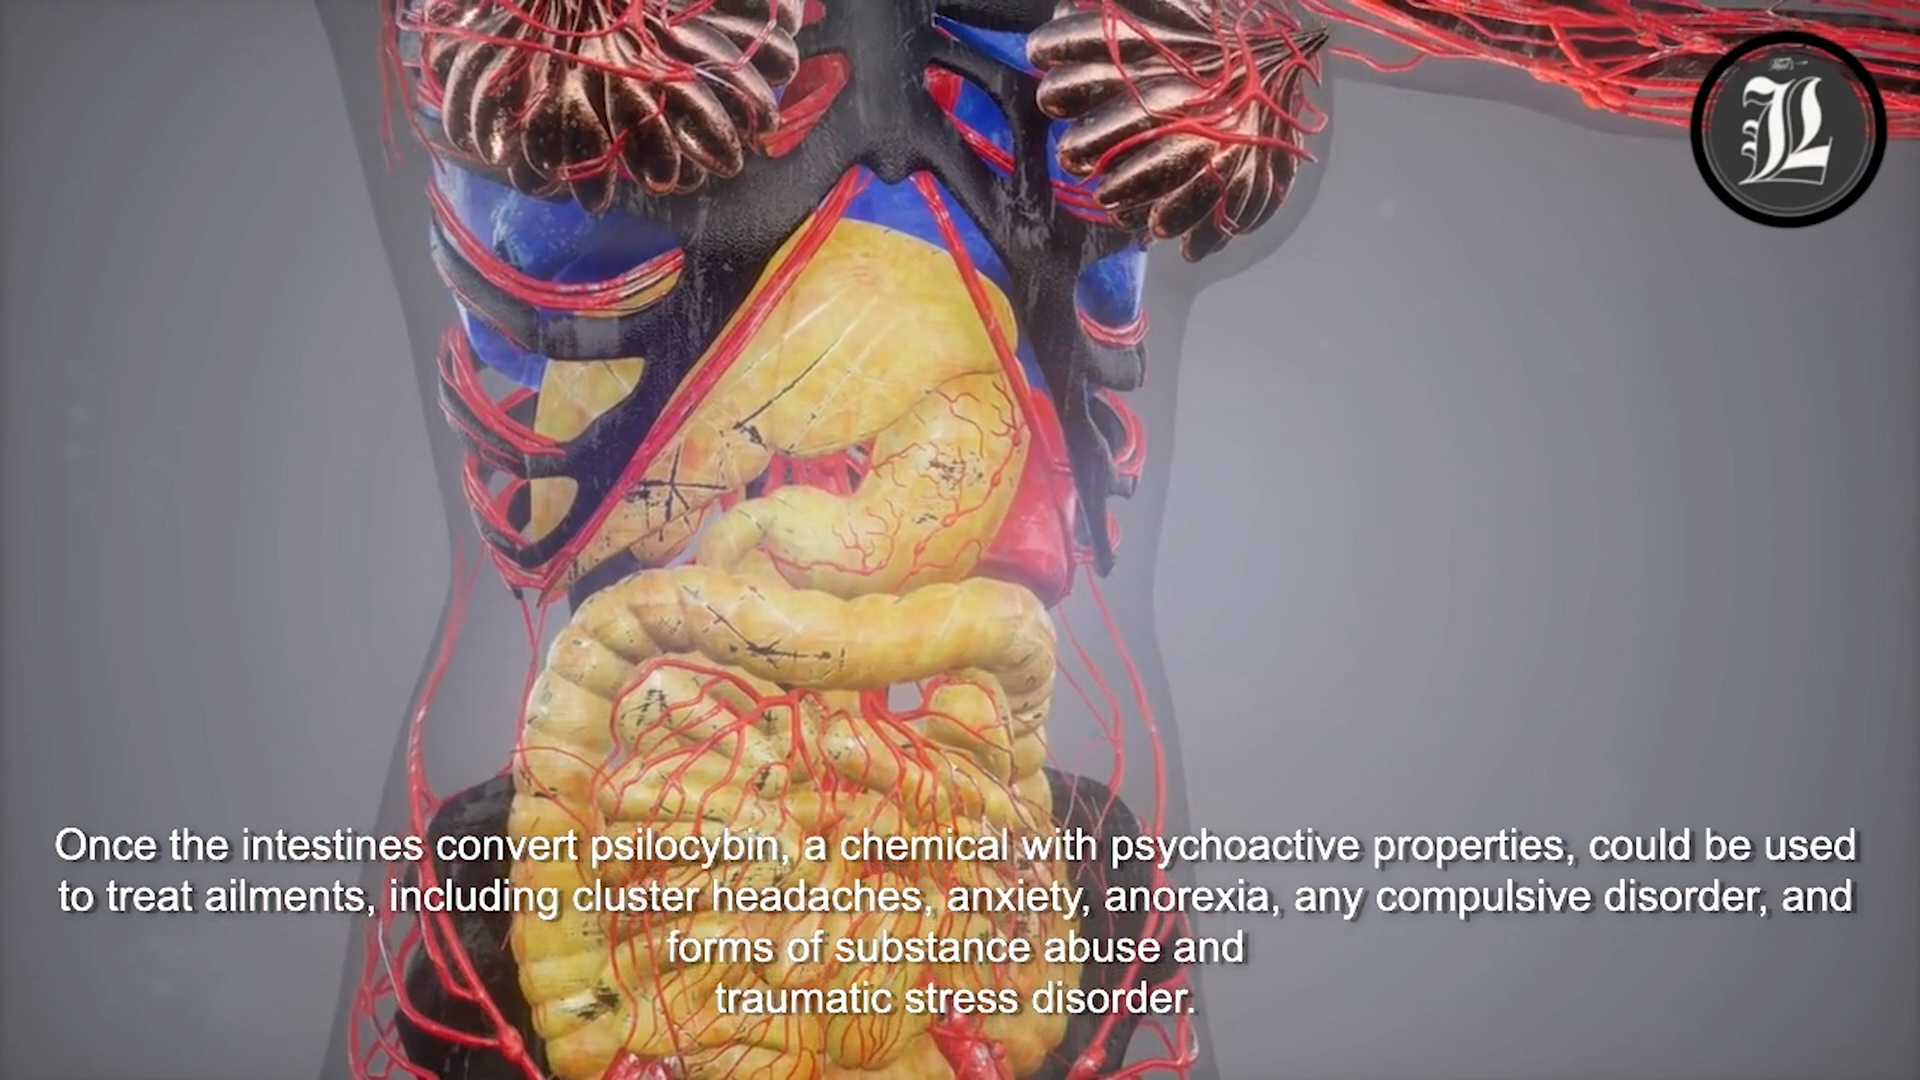 L
Once the intestines convert psilocybin, a chemical with psychoactive properties, could be used
to treat ailments, including cluster headaches, anxiety, anorexia, any compulsive disorder, and
forms of substance abuse and
traumatic stress disorder.